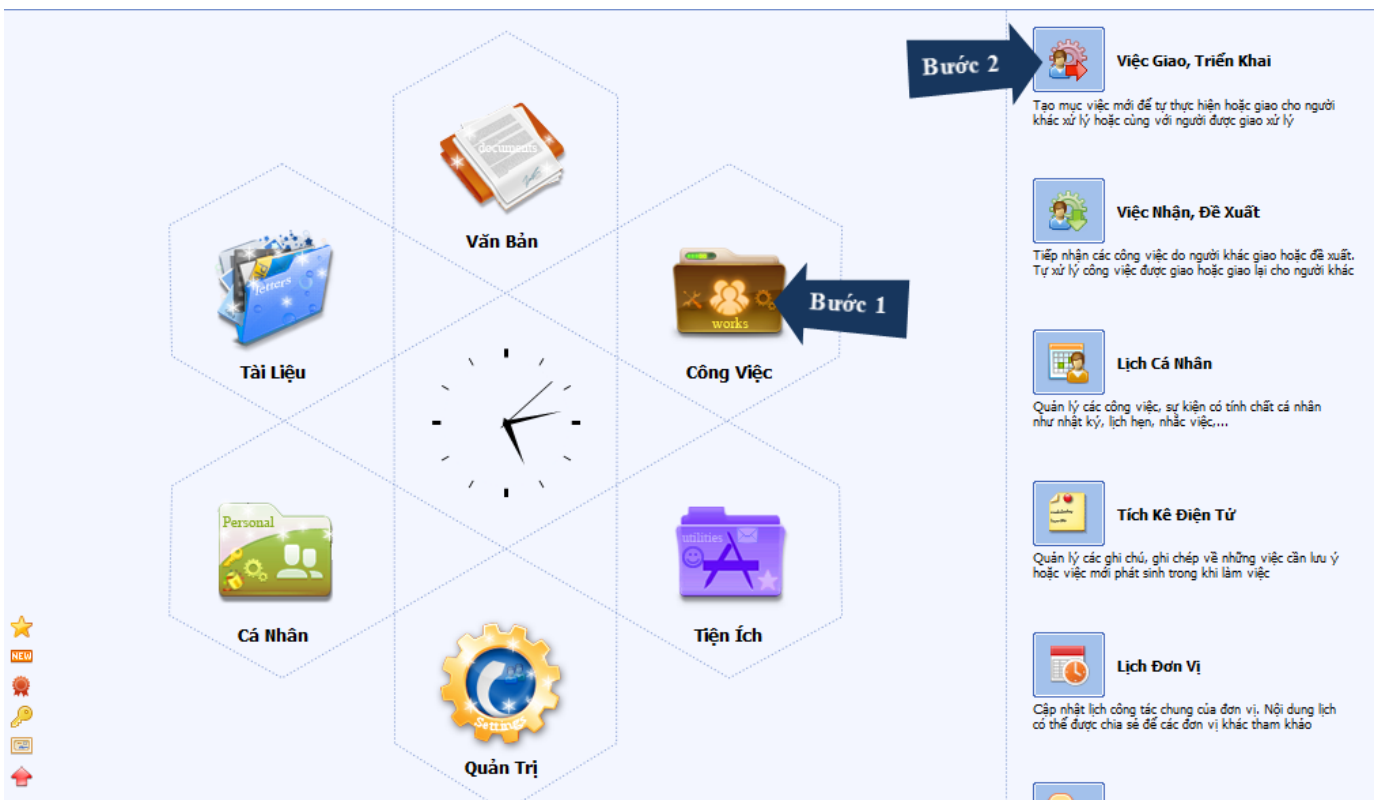 documents
Văn Bản
letters
Tài Liệu
works
Công Việc
Bước 1
Personal
Cá Nhân
utilities
Tiện Ích
Settings
Quản Trị
NEW
Bước 2
Việc Giao, Triển Khai
Tạo mục việc mới để tự thực hiện hoặc giao cho người
khác xử lý hoặc cùng với người được giao xử lý
Việc Nhận, Đề Xuất
Tiếp nhận các công việc do người khác giao hoặc đề xuất.
Tự xử lý công việc được giao hoặc giao lại cho người khác
Lịch Cá Nhân
Quản lý các công việc, sự kiện có tính chất cá nhân
như nhật ký, lịch hẹn, nhắc việc,...
Tích Kê Điện Tử
Quản lý các ghi chú, ghi chép về những việc cần lưu ý
hoặc việc mới phát sinh trong khi làm việc
Lịch Đơn Vị
Cập nhật lịch công tác chung của đơn vị. Nội dung lịch
có thể được chia sẻ để các đơn vị khác tham khảo